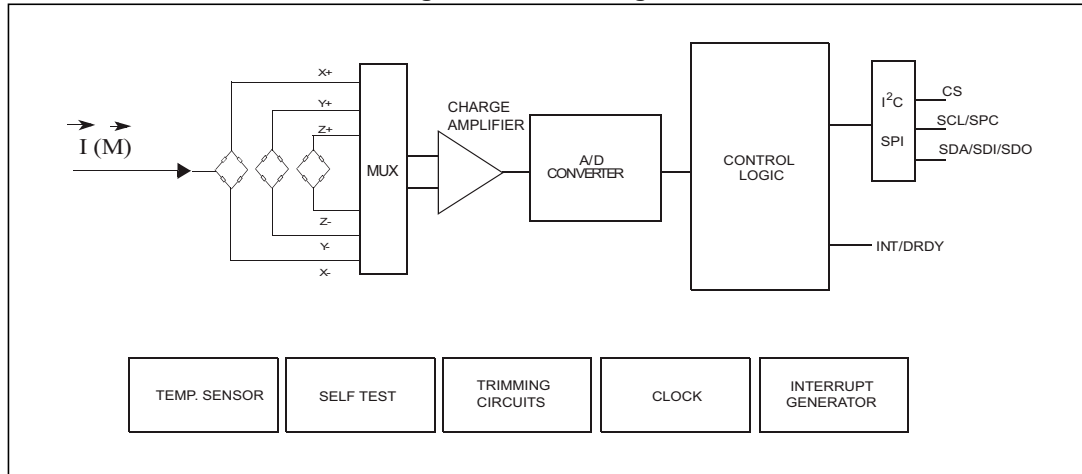 X+
Y+
Z+
I (M)
Z-
Y-
X-
MUX
CHARGE
AMPLIFIER
A/D
CONVERTER
CONTROL
LOGIC
I²C
SPI
CS
SCL/SPC
SDA/SDI/SDO
INT/DRDY
TEMP. SENSOR
SELF TEST
TRIMMING
CIRCUITS
CLOCK
INTERRUPT
GENERATOR